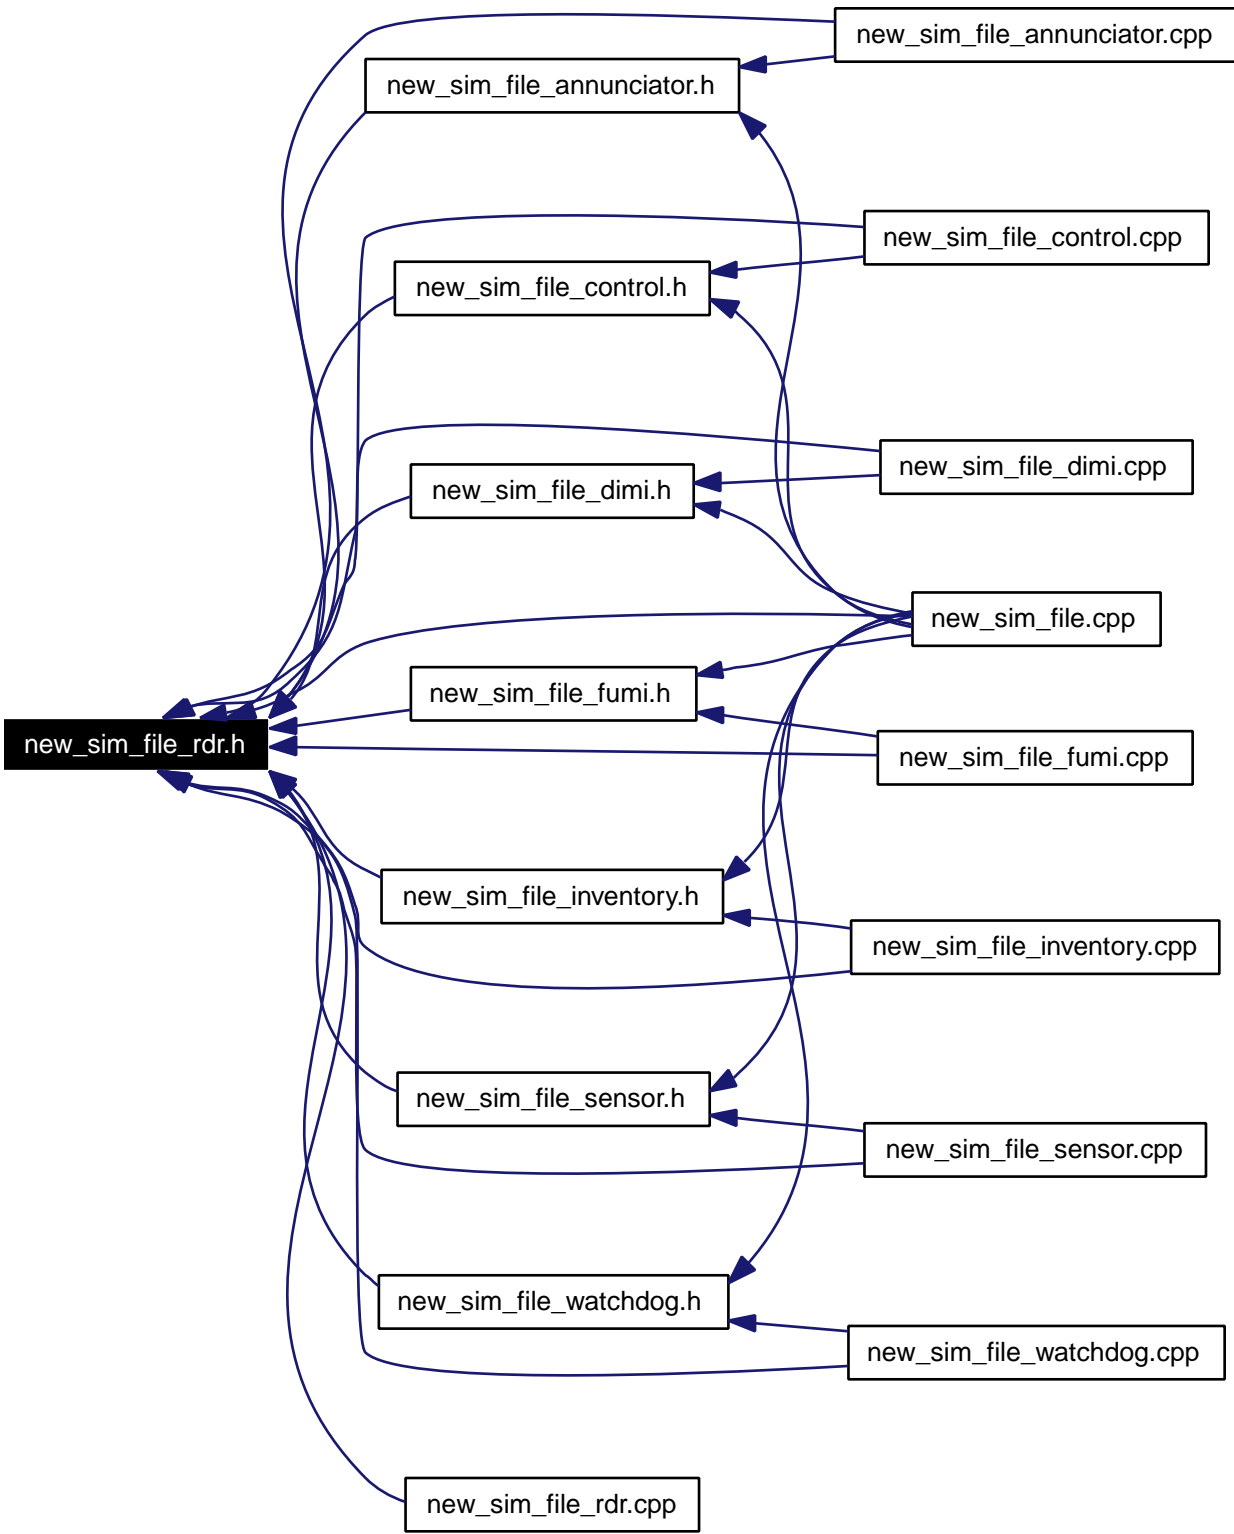 new_sim_file_annunciator.cpp
new_sim_file_annunciator.h
new_sim_file_control.cpp
new_sim_file_control.h
new_sim_file_dimi.cpp
new_sim_file_dimi.h
new_sim_file.cpp
new_sim_file_fumi.h
new_sim_file_rdr.h
new_sim_file_fumi.cpp
new_sim_file_inventory.h
new_sim_file_inventory.cpp
new_sim_file_sensor.h
new_sim_file_sensor.cpp
new_sim_file_watchdog.h
new_sim_file_watchdog.cpp
new_sim_file_rdr.cpp